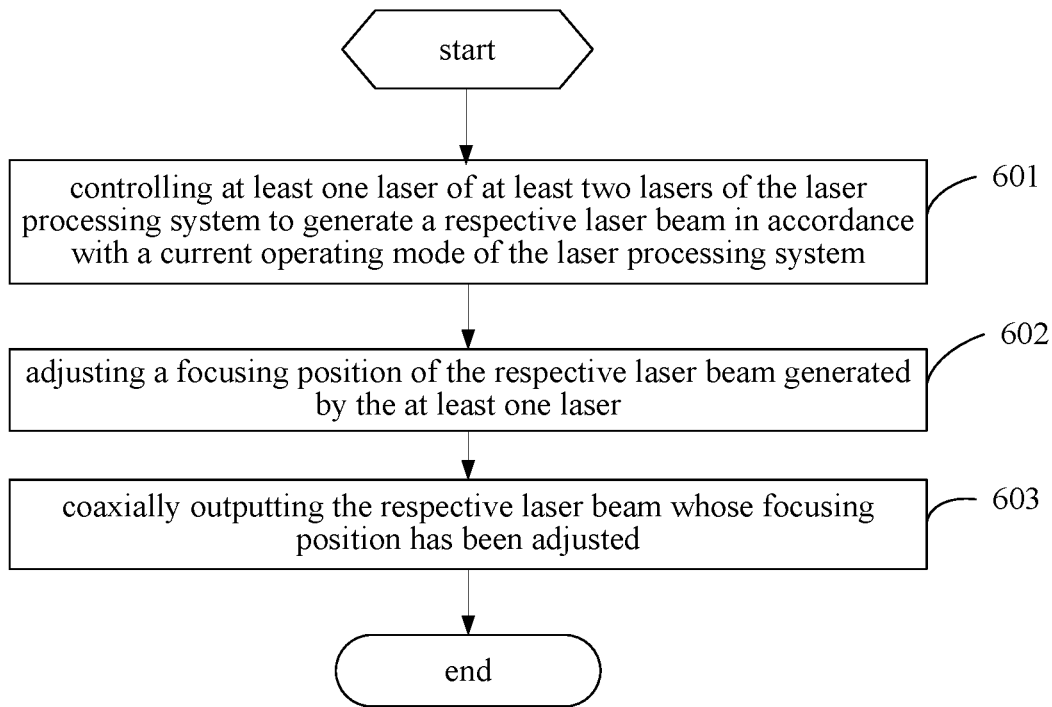 start
controlling at least one laser of at least two lasers of the laser
processing system to generate a respective laser beam in accordance
with a current operating mode of the laser processing system
601
adjusting a focusing position of the respective laser beam generated
by the at least one laser
602
coaxially outputting the respective laser beam whose focusing
position has been adjusted
603
end